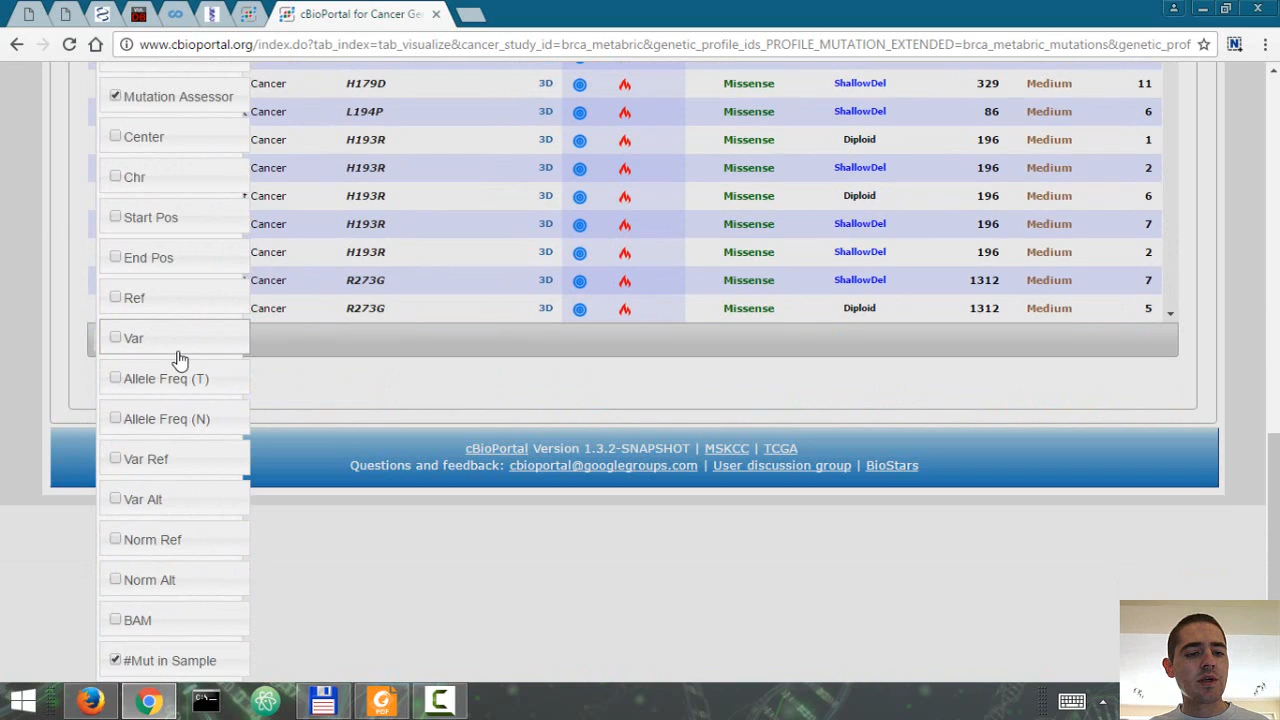 cBioPortal for Cancer Ge
www.cbioportal.org/index.do?tab_index=tab_visualize&cancer_study_id=brca_metabric&genetic_profile_ids_PROFILE_MUTATION_EXTENDED=brca_metabric_mutations&genetic_prof
Cancer H179D 3D Missense ShallowDel 329 Medium 11
Cancer L194P 3D Missense ShallowDel 86 Medium 6
Cancer H193R 3D Missense Diploid 196 Medium 1
Cancer H193R 3D Missense ShallowDel 196 Medium 2
Cancer H193R 3D Missense Diploid 196 Medium 6
Cancer H193R 3D Missense ShallowDel 196 Medium 7
Cancer H193R 3D Missense ShallowDel 196 Medium 2
Cancer R273G 3D Missense ShallowDel 1312 Medium 7
Cancer R273G 3D Missense Diploid 1312 Medium 5
Mutation Assessor
Center
Chr
Start Pos
End Pos
Ref
Var
Allele Freq (T)
Allele Freq (N)
Var Ref
Var Alt
Norm Ref
Norm Alt
BAM
#Mut in Sample
cBioPortal Version 1.3.2-SNAPSHOT | MSKCC | TCGA
Questions and feedback: cbioportal@googlegroups.com | User discussion group | BioStars